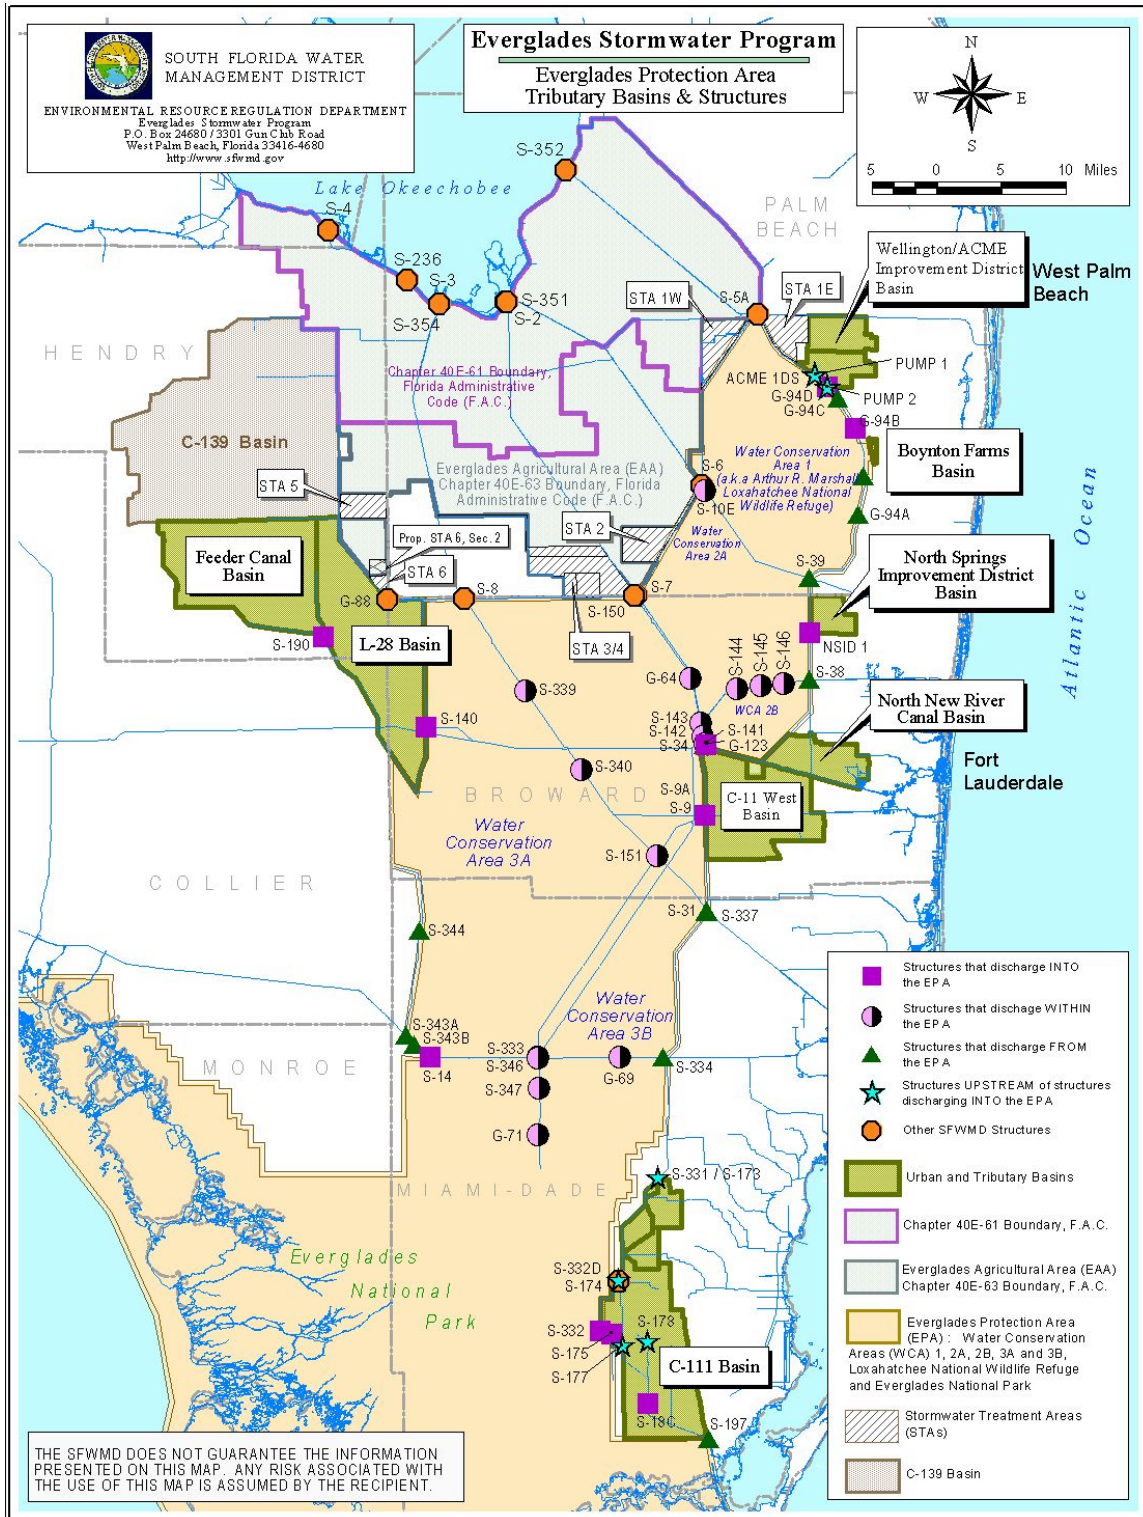 SOUTH FLORIDA WATER
MANAGEMENT DISTRICT
ENVIRONMENTAL RESOURCE REGULATION DEPARTMENT
Everglades Stormwater Program
P.O. Box 24680 / 3301 Gun Club Road
West Palm Beach, Florida 33416-4680
http://www.sfwmd.gov
Everglades Stormwater Program
Everglades Protection Area
Tributary Basins & Structures
N
W
E
S
5
0
5
10
Miles
S-352
Lake Okeechobee
S-4
PALM
BEACH
S-236
S-3
S-351
S-2
S-354
STA 1W
S-5A
STA 1E
Wellington/ACME
Improvement District
Basin
West Palm
Beach
HENDRY
Chapter 40E-61 Boundary,
Florida Administrative
Code (F.A.C.)
PUMP 1
ACME 1DS
G-94D
PUMP 2
G-94C
G-94B
C-139 Basin
Boynton Farms
Basin
Water Conservation
Area 1
(a.k.a Arthur R. Marshal
Loxahatchee National
Wildlife Refuge)
S-6
S-10E
Everglades Agricultural Area (EAA)
Chapter 40E-63 Boundary, Florida
Administrative Code (F.A.C.)
STA 5
G-94A
STA 2
Water
Conservation
Area 2A
Prop. STA 6, Sec. 2
Feeder Canal
Basin
STA 6
S-39
North Springs
Improvement District
Basin
G-88
S-8
S-150
S-7
S-190
L-28 Basin
STA 3/4
NSID 1
S-144
S-145
S-146
G-64
S-38
S-339
WCA 2B
North New River
Canal Basin
S-140
S-143
S-142
S-34
S-141
G-123
Fort
Lauderdale
S-340
BROWARD
S-9A
S-9
C-11 West
Basin
Water
Conservation
Area 3A
S-151
COLLIER
S-31
S-337
S-344
Atlantic Ocean
Water
Conservation
Area 3B
S-343A
S-343B
S-14
MONROE
S-333
S-346
S-347
G-69
S-334
G-71
S-331 / S-173
MIAMI-DADE
Everglades
National
Park
S-332D
S-174
S-332
S-175
S-177
S-178
C-111 Basin
S-18C
S-197
Structures that discharge INTO
the EPA
Structures that dischage WITHIN
the EPA
Structures that discharge FROM
the EPA
Structures UPSTREAM of structures
discharging INTO the EPA
Other SFWMD Structures
Urban and Tributary Basins
Chapter 40E-61 Boundary, F.A.C.
Everglades Agricultural Area (EAA)
Chapter 40E-63 Boundary, F.A.C.
Everglades Protection Area
(EPA) : Water Conservation
Areas (WCA) 1, 2A, 2B, 3A and 3B,
Loxahatchee National Wildlife Refuge
and Everglades National Park
Stormwater Treatment Areas
(STAs)
C-139 Basin
THE SFWMD DOES NOT GUARANTEE THE INFORMATION
PRESENTED ON THIS MAP. ANY RISK ASSOCIATED WITH
THE USE OF THIS MAP IS ASSUMED BY THE RECIPIENT.